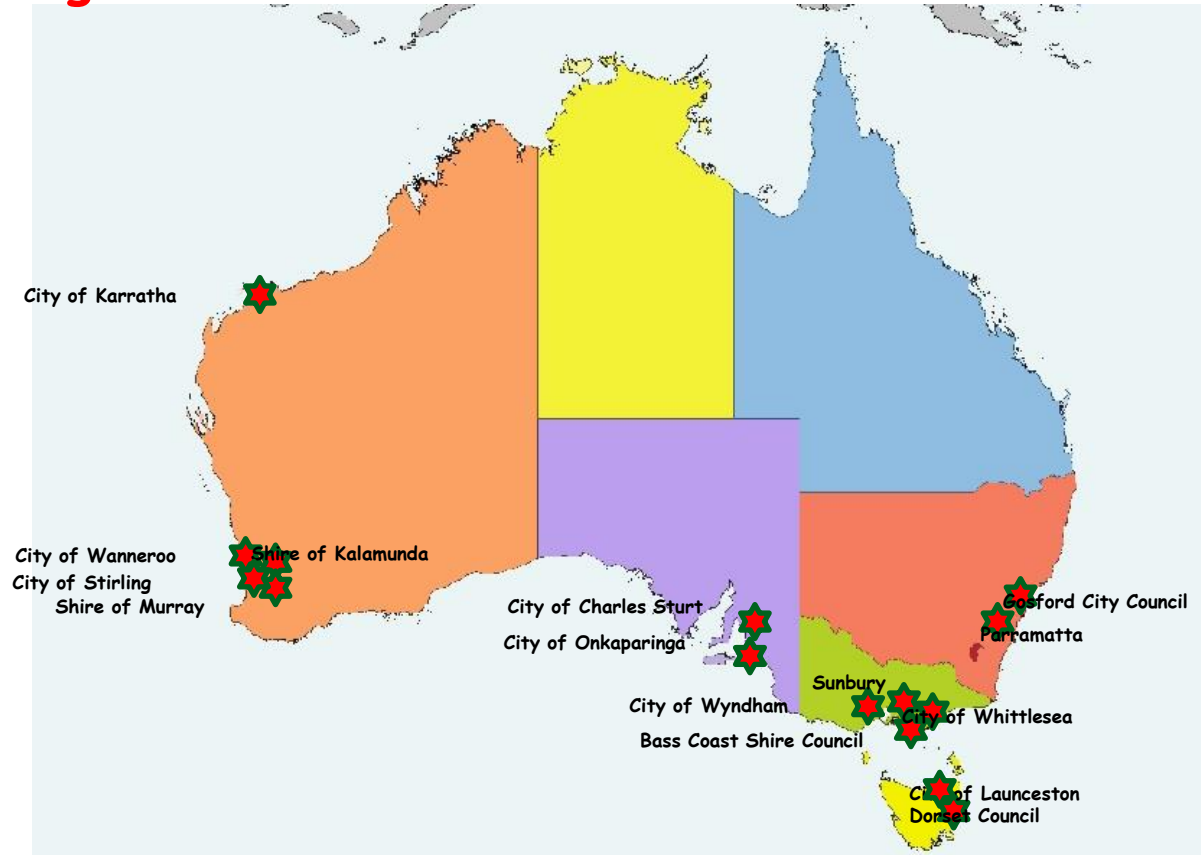 City of Karratha
City of Wanneroo
Shire of Kalamunda
City of Stirling
Shire of Murray
City of Charles Sturt
City of Onkaparinga
Gosford City Council
Parramatta
Sunbury
City of Wyndham
City of Whittlesea
Bass Coast Shire Council
City of Launceston
Dorset Council